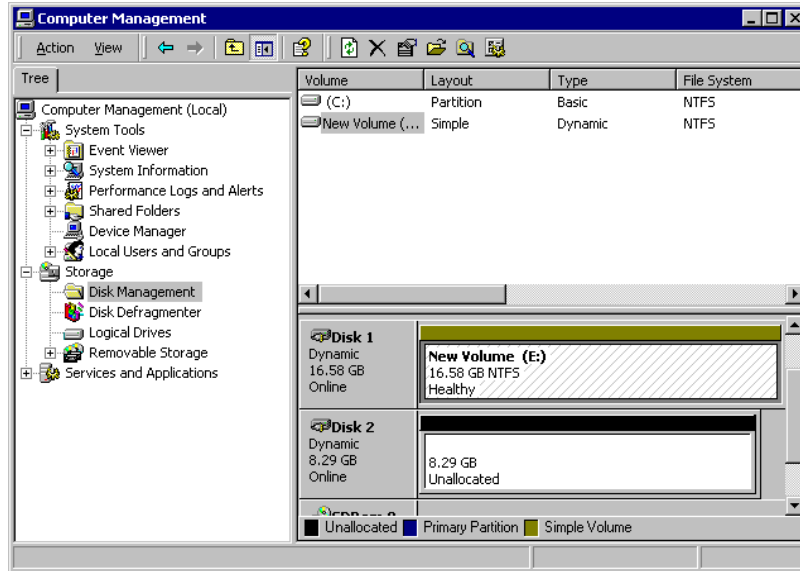 Computer Management
Action View
Tree
Computer Management (Local)
System Tools
Event Viewer
System Information
Performance Logs and Alerts
Shared Folders
Device Manager
Local Users and Groups
Storage
Disk Management
Disk Defragmenter
Logical Drives
Removable Storage
Services and Applications
Volume Layout Type File System
(C:) Partition Basic NTFS
New Volume (... Simple Dynamic NTFS
Disk 1
Dynamic
16.58 GB
Online
New Volume (E:)
16.58 GB NTFS
Healthy
Disk 2
Dynamic
8.29 GB
Online
8.29 GB
Unallocated
Unallocated Primary Partition Simple Volume